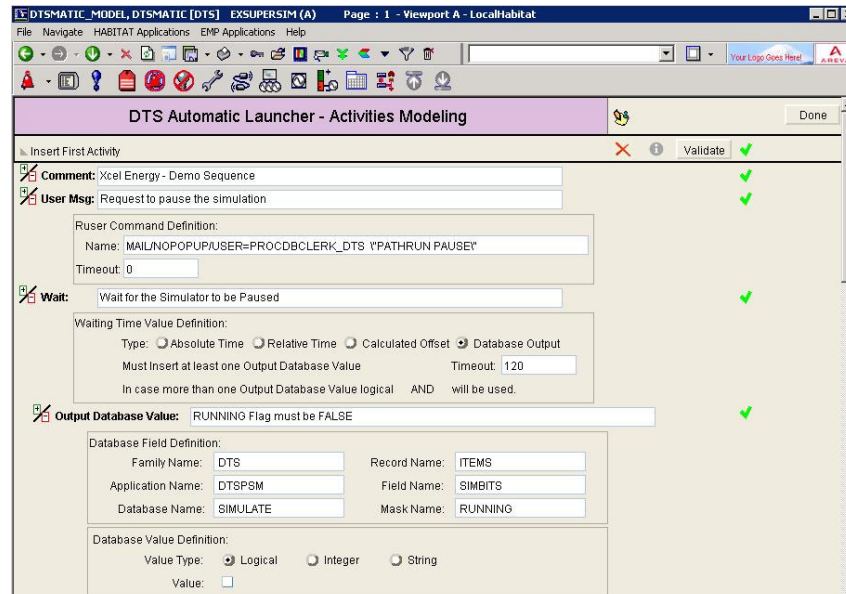 DTSMATIC_MODEL, DTSMATIC [DTS] EXSUPERSIM (A) Page : 1 - Viewport A - LocalHabitat
File Navigate HABITAT Applications EMP Applications Help
Your Logo Goes Here!
AREVA
DTS Automatic Launcher - Activities Modeling
Done
Insert First Activity
Validate
Comment: Xcel Energy - Demo Sequence
User Msg: Request to pause the simulation
Ruser Command Definition:
Name: MAIL/NOPOPUP/USER=PROCDBCLERK_DTS \"PATHRUN PAUSE\"
Timeout: 0
Wait: Wait for the Simulator to be Paused
Waiting Time Value Definition:
Type: Absolute Time Relative Time Calculated Offset Database Output
Must Insert at least one Output Database Value Timeout: 120
In case more than one Output Database Value logical AND will be used.
Output Database Value: RUNNING Flag must be FALSE
Database Field Definition:
Family Name: DTS Record Name: ITEMS
Application Name: DTSPSM Field Name: SIMBITS
Database Name: SIMULATE Mask Name: RUNNING
Database Value Definition:
Value Type: Logical Integer String
Value: